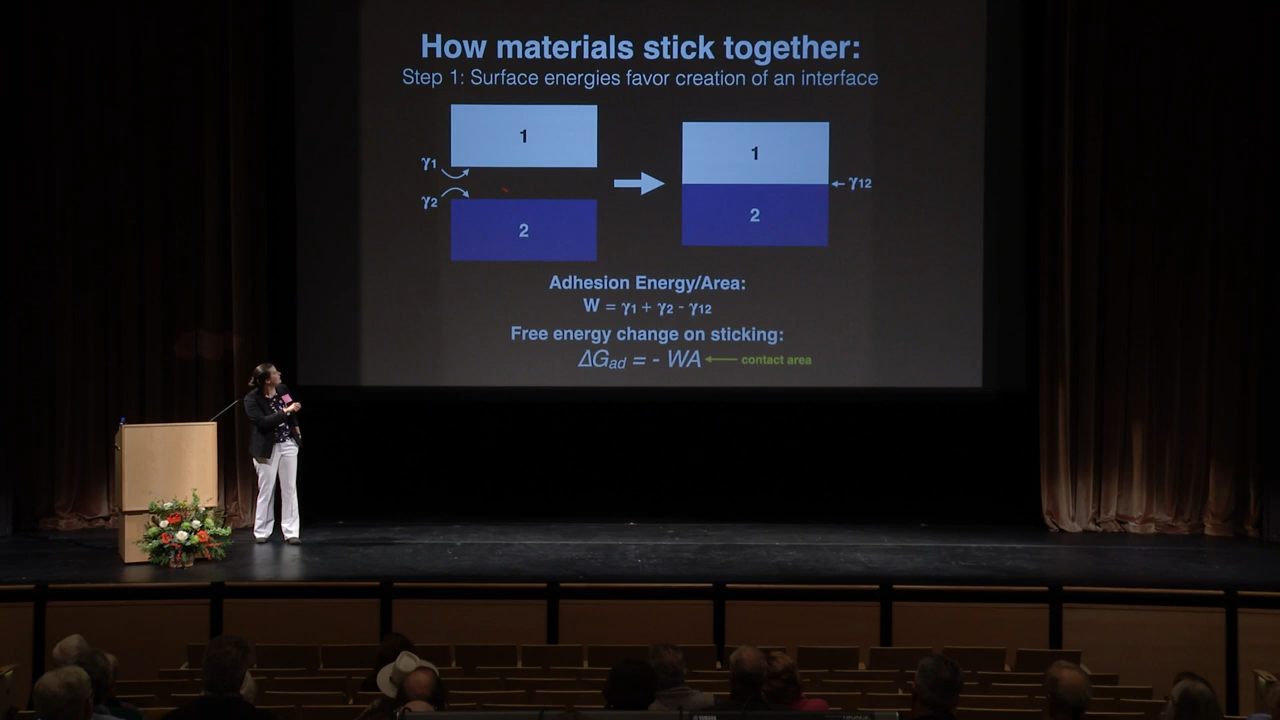 How materials stick together:
Step 1: Surface energies favor creation of an interface
1
γ1
γ2
2
1
2
γ12
Adhesion Energy/Area:
W = γ1 + γ2 - γ12
Free energy change on sticking:
ΔGad = - WA
contact area